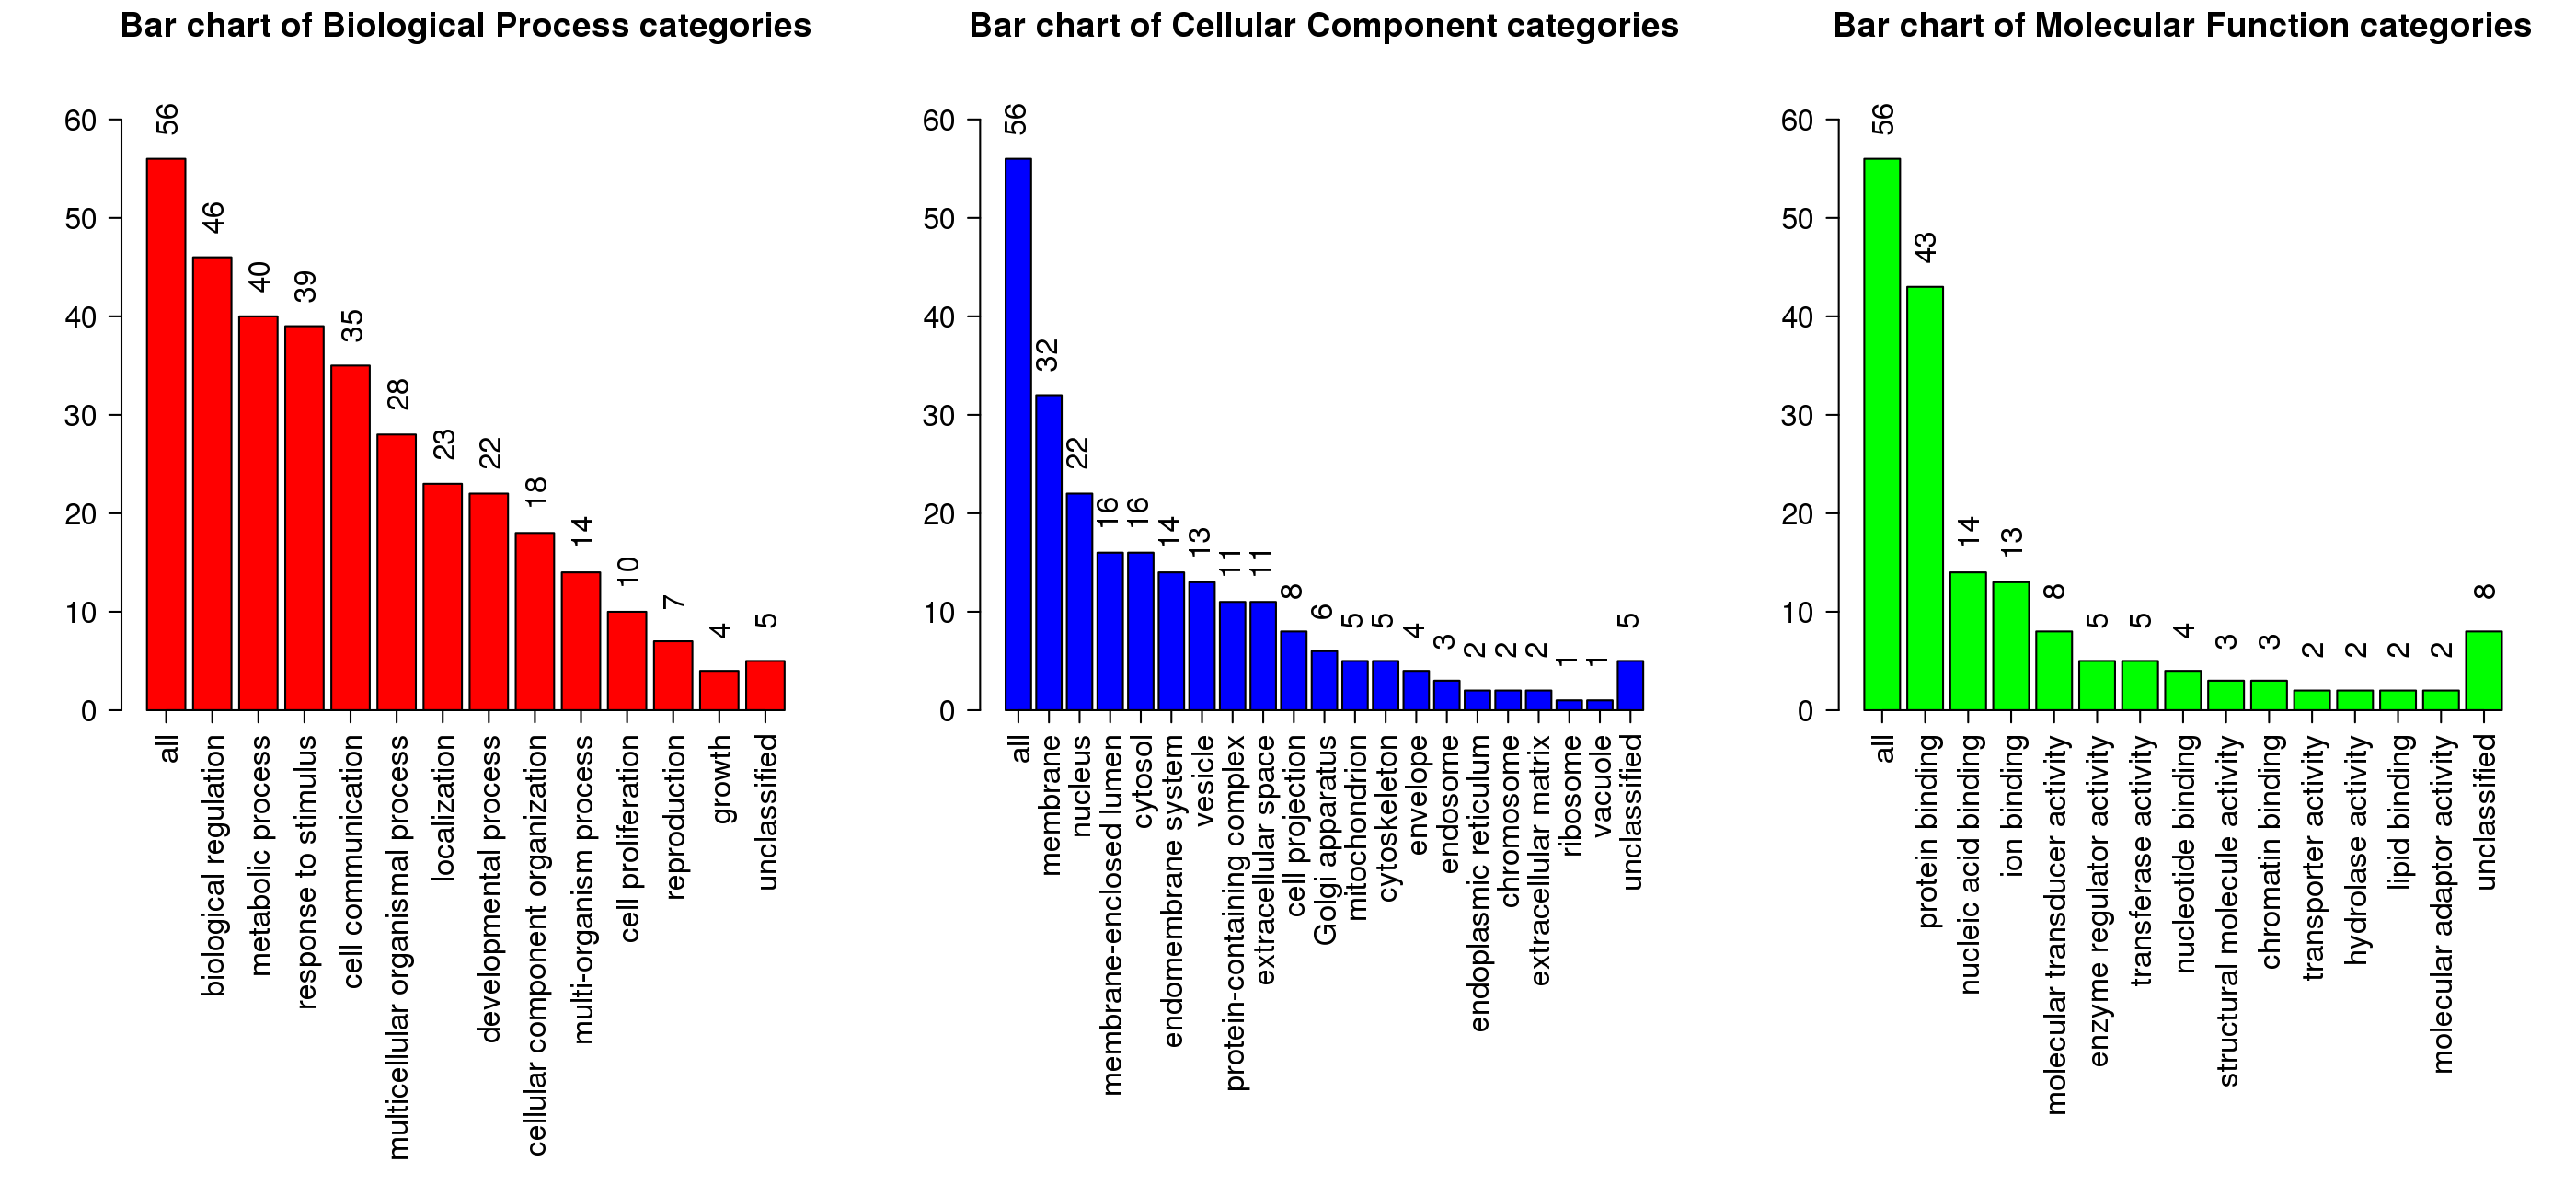 Bar chart of Biological Process categories
60
50
40
30
20
10
0
56
46
40
39
35
28
23
22
18
14
10
7
4
5
all
biological regulation
metabolic process
response to stimulus
cell communication
multicellular organismal process
localization
developmental process
cellular component organization
multi-organism process
cell proliferation
reproduction
growth
unclassified
Bar chart of Cellular Component categories
60
50
40
30
20
10
0
56
32
22
16
16
14
13
11
11
8
6
5
5
4
3
2
2
2
1
1
5
all
membrane
nucleus
membrane-enclosed lumen
cytosol
endomembrane system
vesicle
protein-containing complex
extracellular space
cell projection
Golgi apparatus
mitochondrion
cytoskeleton
envelope
endosome
endoplasmic reticulum
chromosome
extracellular matrix
ribosome
vacuole
unclassified
Bar chart of Molecular Function categories
60
50
40
30
20
10
0
56
43
14
13
8
5
5
4
3
3
2
2
2
2
8
all
protein binding
nucleic acid binding
ion binding
molecular transducer activity
enzyme regulator activity
transferase activity
nucleotide binding
structural molecule activity
chromatin binding
transporter activity
hydrolase activity
lipid binding
molecular adaptor activity
unclassified